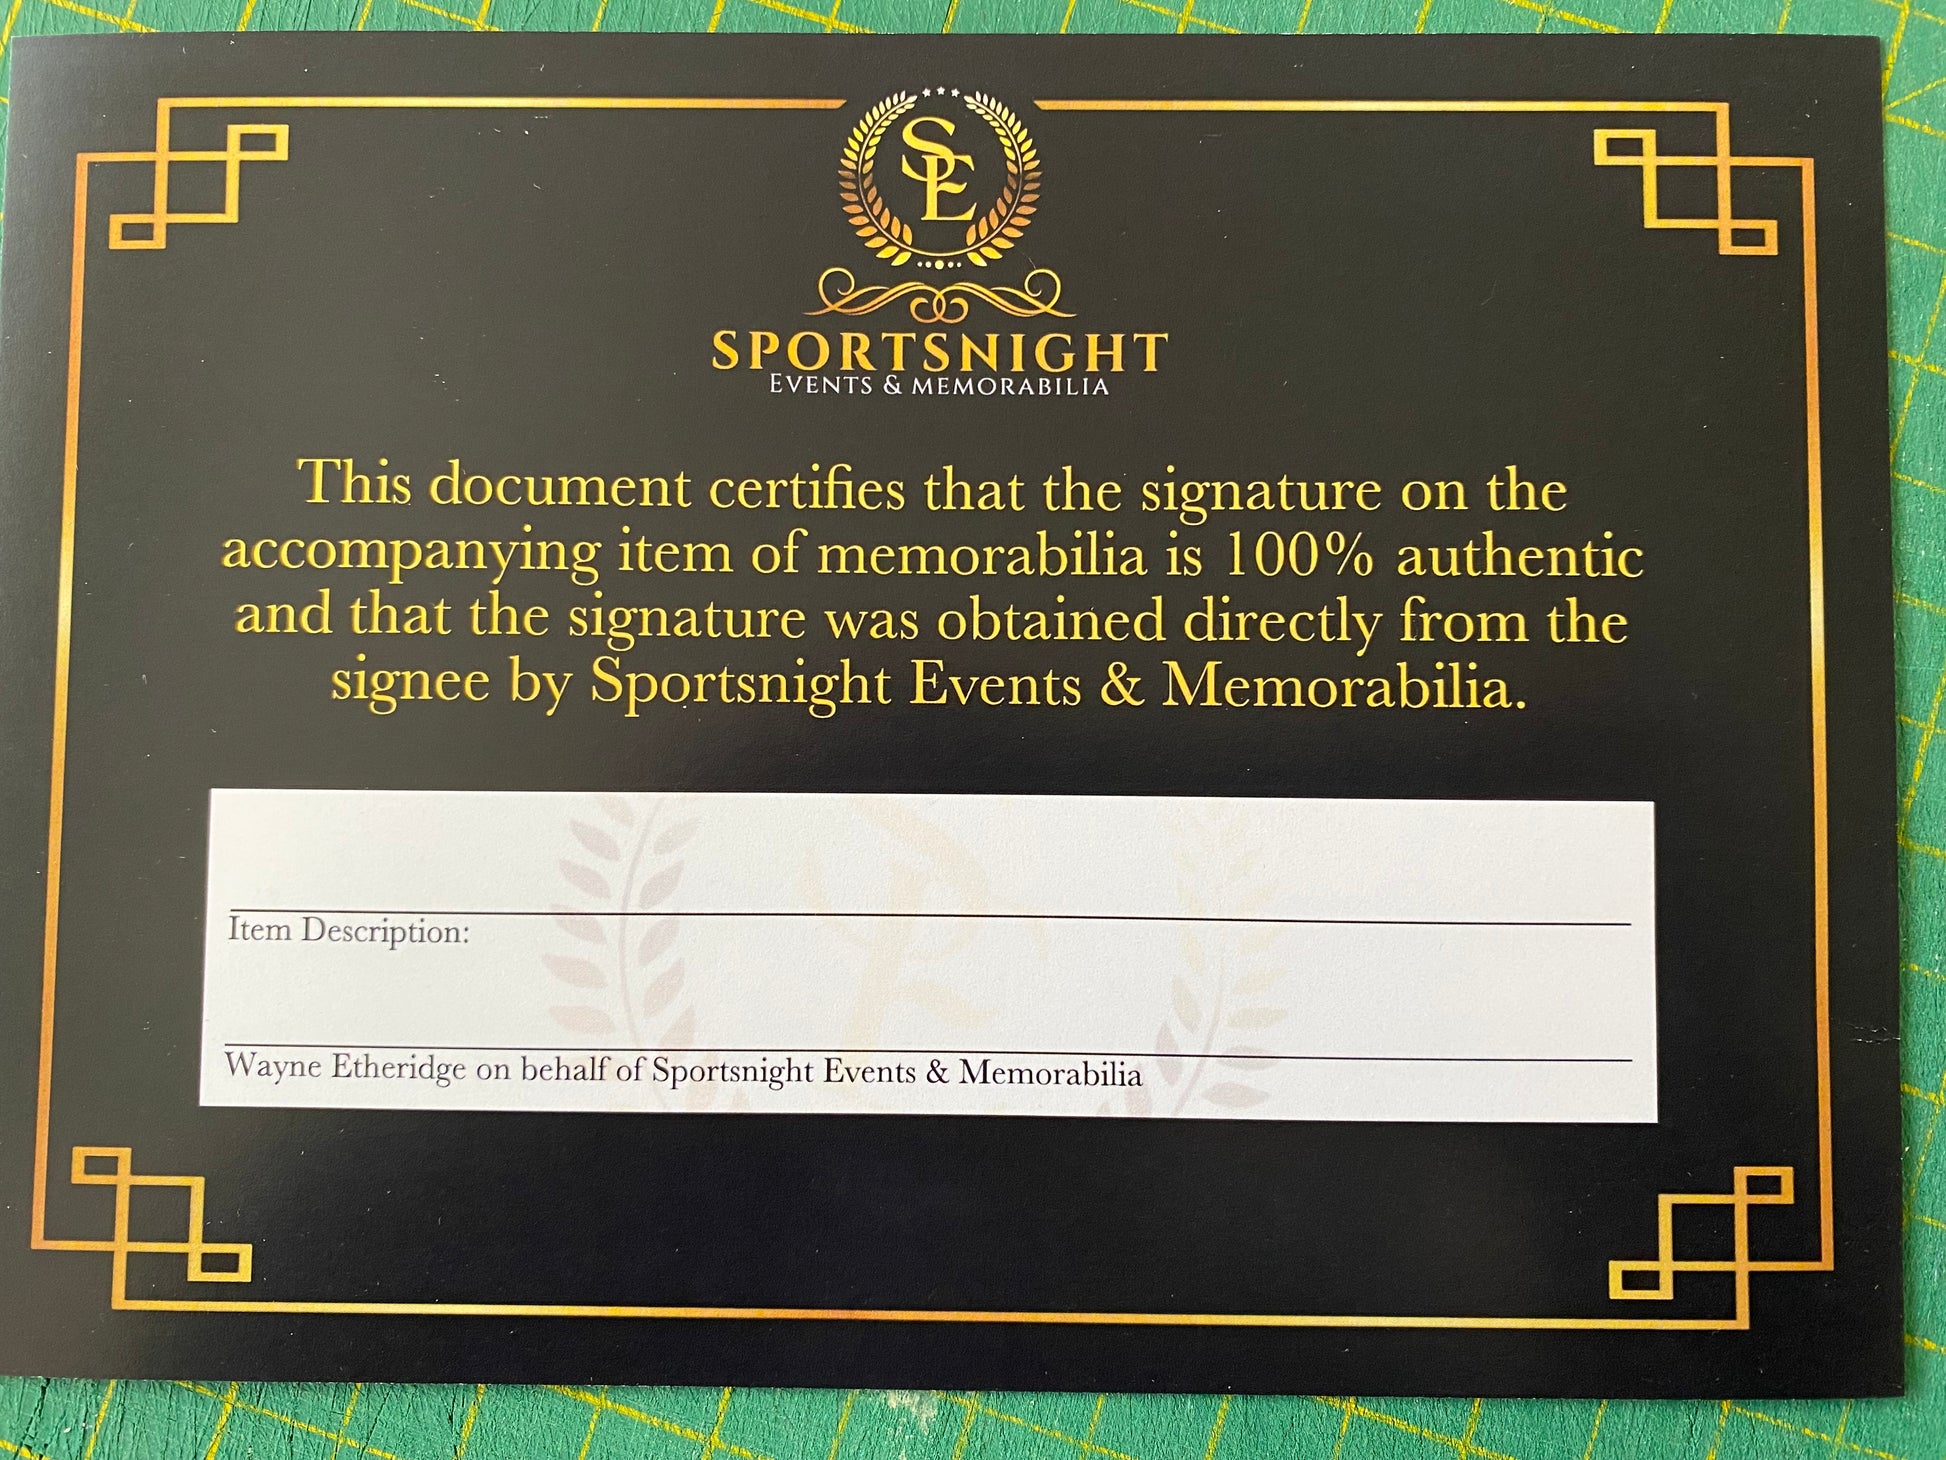 SE
SPORTSNIGHT
EVENTS & MEMORABILIA
This document certifies that the signature on the
accompanying item of memorabilia is 100% authentic
and that the signature was obtained directly from the
signee by Sportsnight Events & Memorabilia.
Item Description:
Wayne Etheridge on behalf of Sportsnight Events & Memorabilia